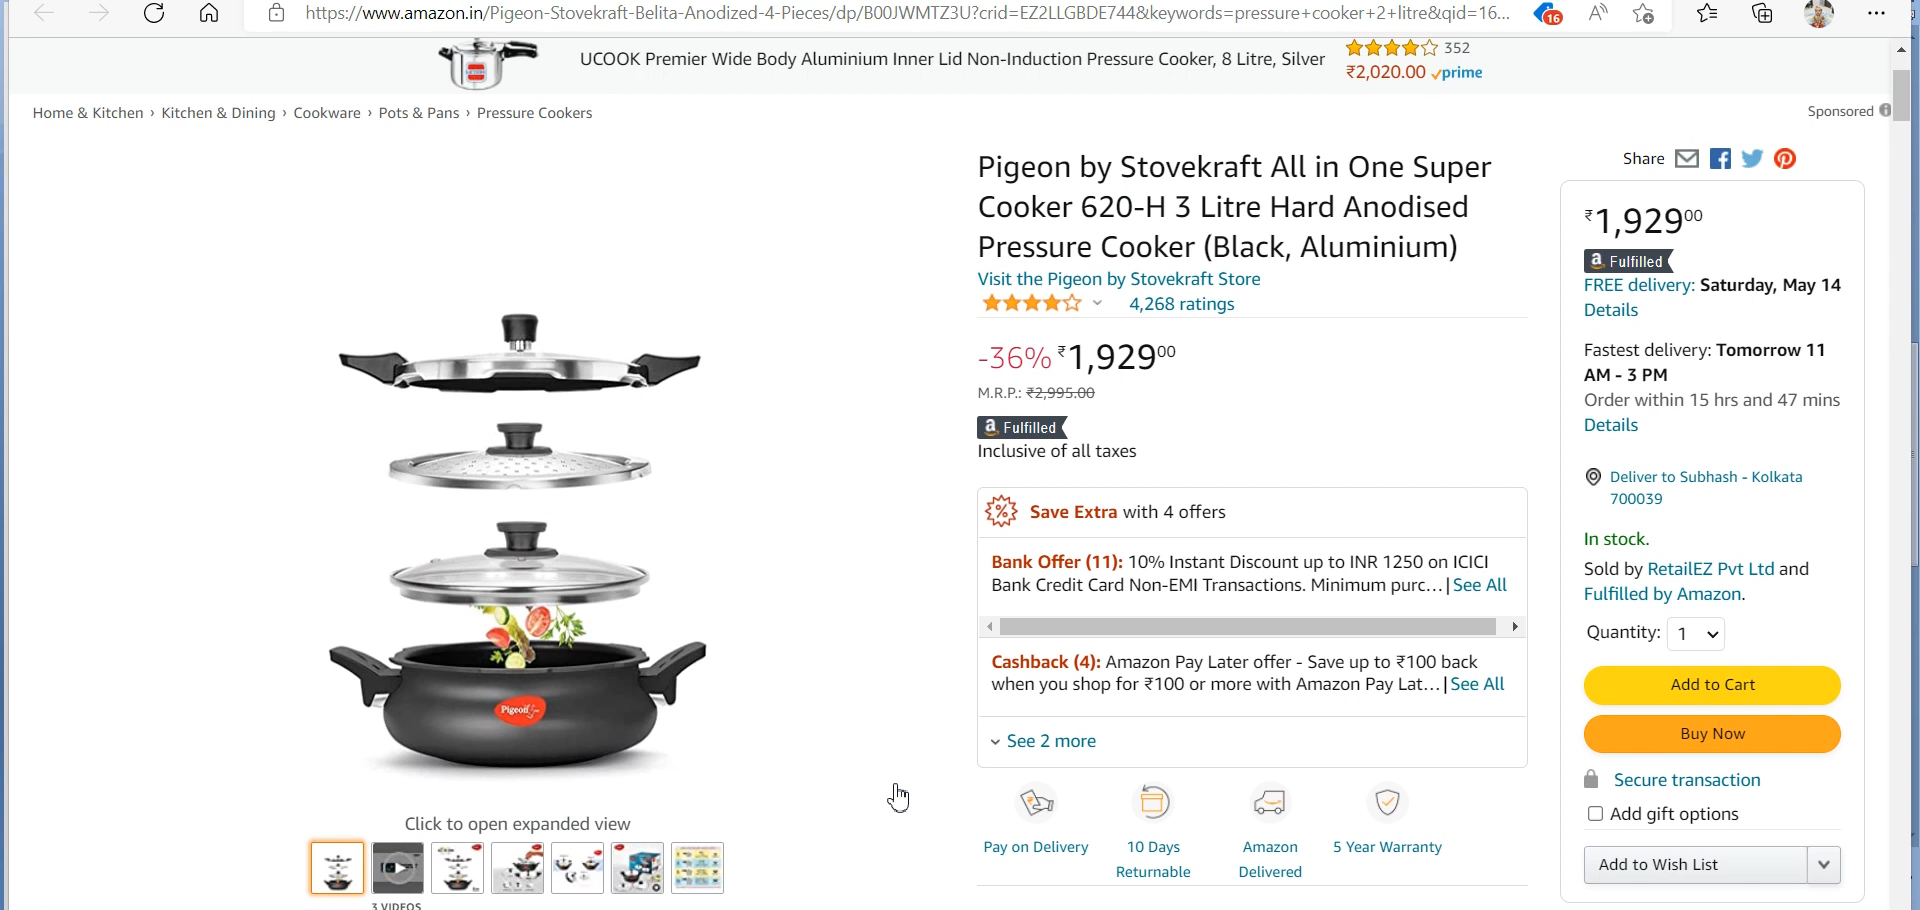 https://www.amazon.in/Pigeon-Stovekraft-Belita-Anodized-4-Pieces/dp/B00JWMTZ3U?crid=EZ2LLGBDE744&keywords=pressure+cooker+2+litre&qid=16...
16
UCOOK Premier Wide Body Aluminium Inner Lid Non-Induction Pressure Cooker, 8 Litre, Silver
352
₹2,020.00 prime
Home & Kitchen › Kitchen & Dining › Cookware › Pots & Pans › Pressure Cookers
Sponsored
Pigeon by Stovekraft All in One Super
Cooker 620-H 3 Litre Hard Anodised
Pressure Cooker (Black, Aluminium)
Visit the Pigeon by Stovekraft Store
4,268 ratings
-36% ₹1,92900
M.R.P.: ₹2,995.00
a Fulfilled
Inclusive of all taxes
Save Extra with 4 offers
Bank Offer (11): 10% Instant Discount up to INR 1250 on ICICI
Bank Credit Card Non-EMI Transactions. Minimum purc... | See All
Cashback (4): Amazon Pay Later offer - Save up to ₹100 back
when you shop for ₹100 or more with Amazon Pay Lat... | See All
See 2 more
Pay on Delivery
10 Days
Returnable
Amazon
Delivered
5 Year Warranty
Pigeon
Click to open expanded view
3 VIDEOS
Share
₹1,92900
a Fulfilled
FREE delivery: Saturday, May 14
Details
Fastest delivery: Tomorrow 11
AM - 3 PM
Order within 15 hrs and 47 mins
Details
Deliver to Subhash - Kolkata
700039
In stock.
Sold by RetailEZ Pvt Ltd and
Fulfilled by Amazon.
Quantity: 1
Add to Cart
Buy Now
Secure transaction
Add gift options
Add to Wish List